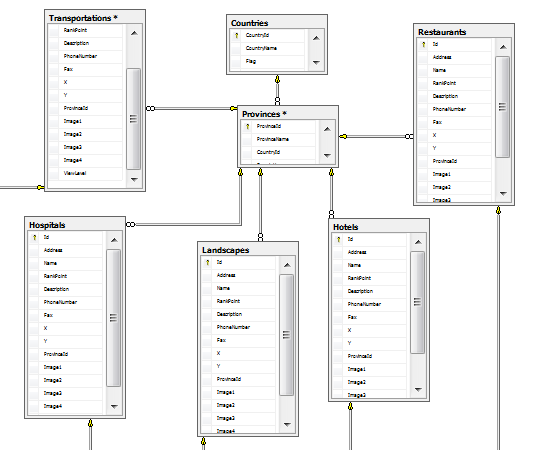 Transportations *
RankPoint
Description
PhoneNumber
Fax
X
Y
ProvinceId
Image1
Image2
Image3
Image4
ViewLevel
Countries
CountryId
CountryName
Flag
Restaurants
Id
Address
Name
RankPoint
Description
PhoneNumber
Fax
X
Y
ProvinceId
Image1
Image2
Image3
Provinces *
ProvinceId
ProvinceName
CountryId
Hospitals
Id
Address
Name
RankPoint
Description
PhoneNumber
Fax
X
Y
ProvinceId
Image1
Image2
Image3
Image4
Landscapes
Id
Address
Name
RankPoint
Description
PhoneNumber
Fax
X
Y
ProvinceId
Image1
Image2
Image3
Image4
Hotels
Id
Address
Name
RankPoint
Description
PhoneNumber
Fax
X
Y
ProvinceId
Image1
Image2
Image3